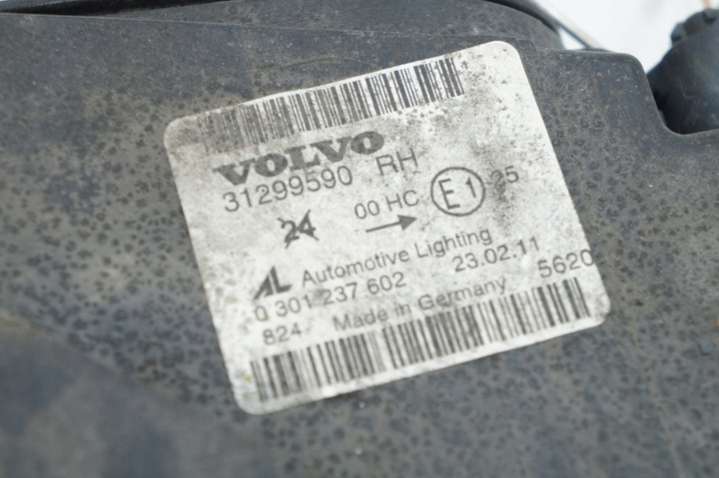 VOLVO
31299590 RH
24 00 HC E1 25
AL Automotive Lighting
0 301 237 602 23.02.11
824 Made in Germany 5620